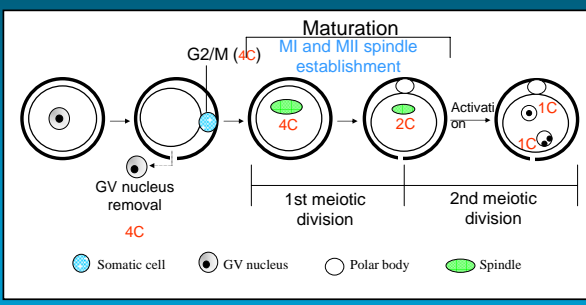 Maturation
G2/M (4C)
MI and MII spindle
establishment
4C
2C
Activati
on
1C
1C
GV nucleus
removal
4C
1st meiotic
division
2nd meiotic
division
Somatic cell
GV nucleus
Polar body
Spindle